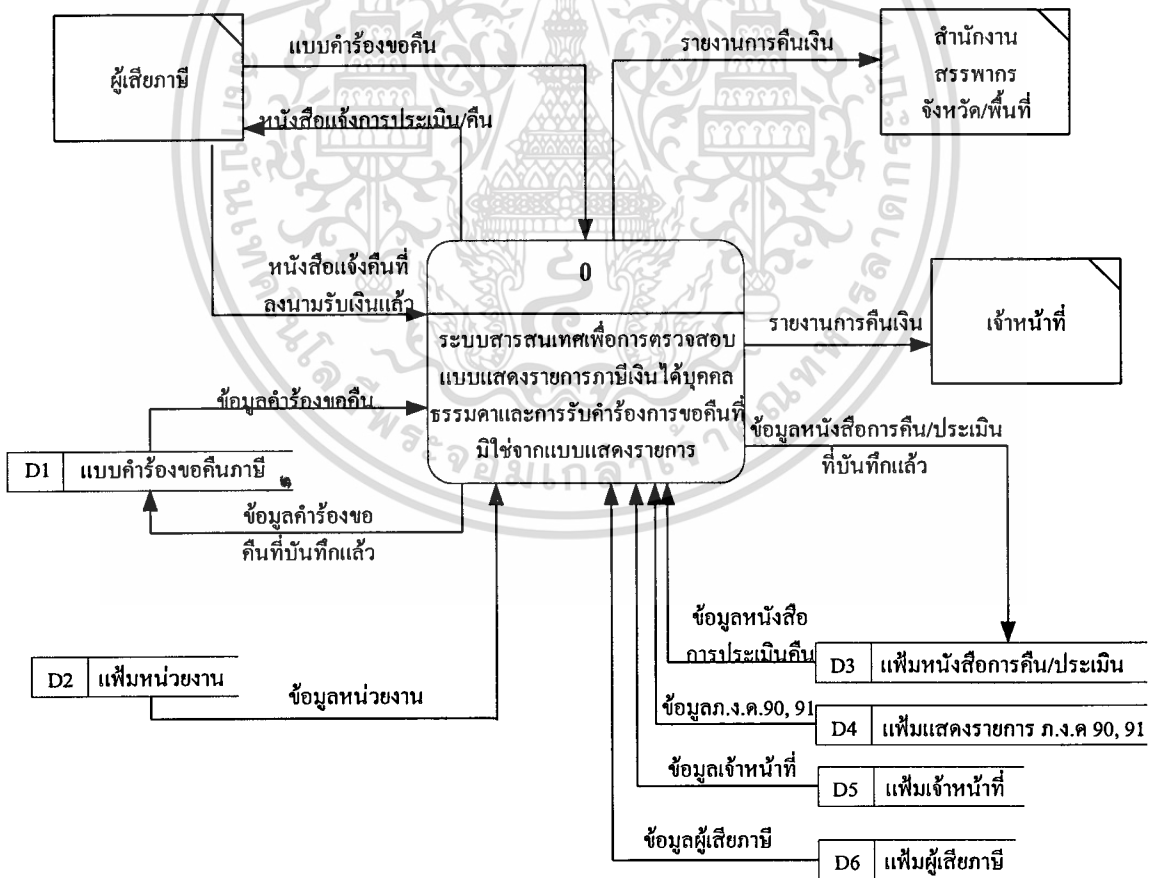 แบบคำร้องขอคืน
รายงานการคืนเงิน
สำนักงาน
สรรพากร
จังหวัด/พื้นที่
ผู้เสียภาษี
หนังสือแจ้งการประเมิน/คืน
หนังสือแจ้งคืนที่
ลงนามรับเงินแล้ว
0
ระบบสารสนเทศเพื่อการตรวจสอบ
แบบแสดงรายการภาษีเงินได้บุคคล
ธรรมดาและการรับคำร้องการขอคืนที่
มิใช่จากแบบแสดงรายการ
รายงานการคืนเงิน
เจ้าหน้าที่
ข้อมูลคำร้องขอคืน
ข้อมูลหนังสือการคืน/ประเมิน
ที่บันทึกแล้ว
D1 แบบคำร้องขอคืนภาษี
ข้อมูลคำร้องขอ
คืนที่บันทึกแล้ว
ข้อมูลหนังสือ
การประเมินคืน
D3 แฟ้มหนังสือการคืน/ประเมิน
D2 แฟ้มหน่วยงาน
ข้อมูลหน่วยงาน
ข้อมูลภ.ง.ด.90, 91
D4 แฟ้มแสดงรายการ ภ.ง.ด 90, 91
ข้อมูลเจ้าหน้าที่
D5 แฟ้มเจ้าหน้าที่
ข้อมูลผู้เสียภาษี
D6 แฟ้มผู้เสียภาษี